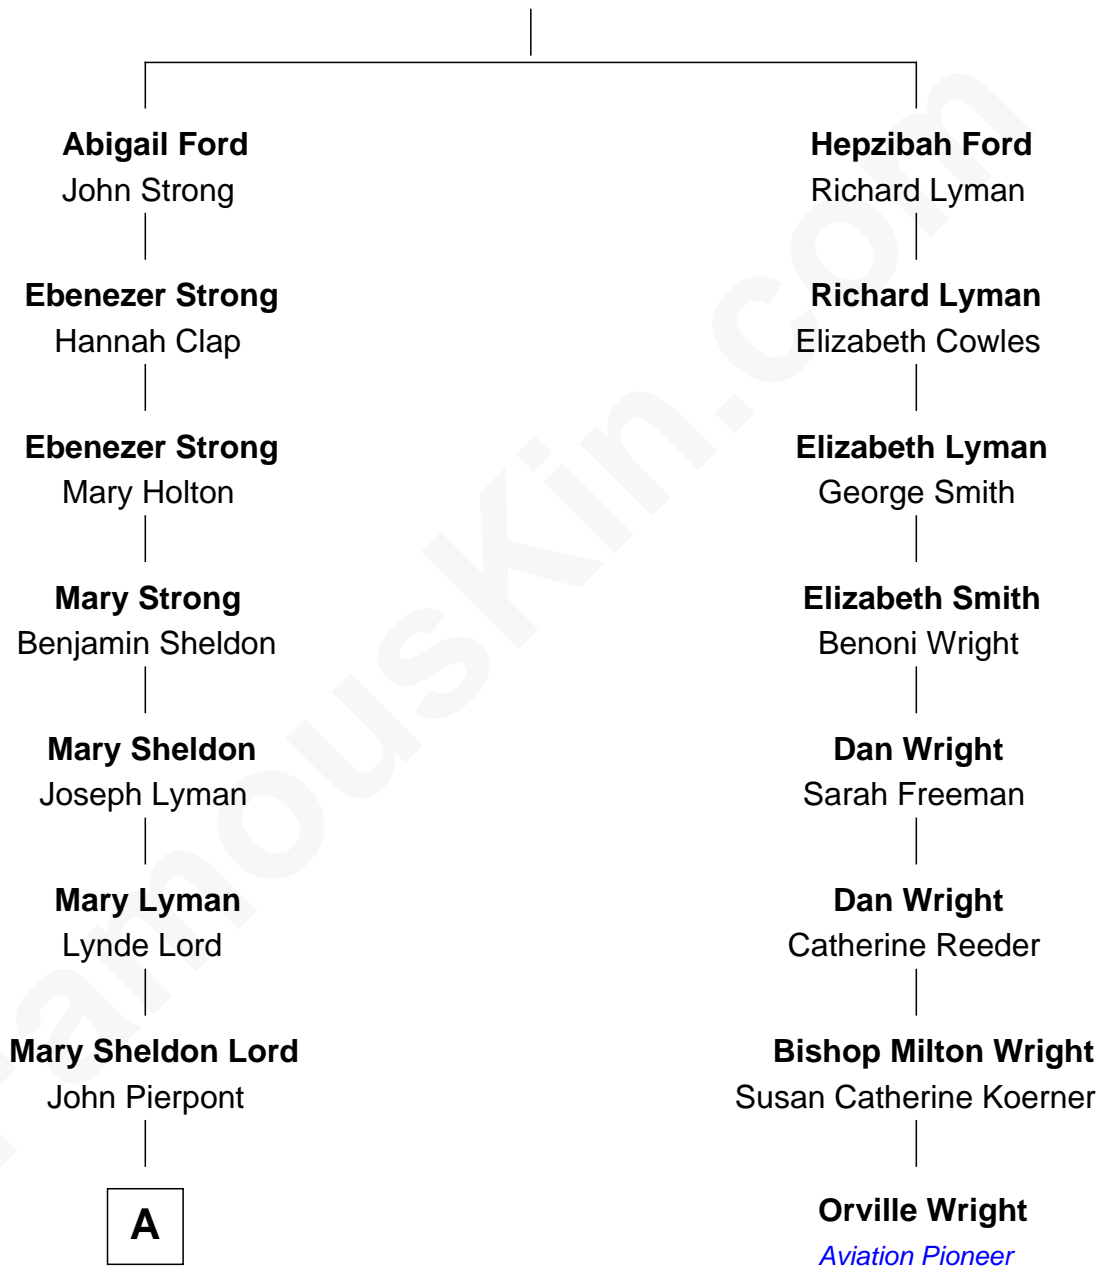 Abigail Ford
John Strong
Ebenezer Strong
Hannah Clap
Ebenezer Strong
Mary Holton
Mary Strong
Benjamin Sheldon
Mary Sheldon
Joseph Lyman
Mary Lyman
Lynde Lord
Mary Sheldon Lord
John Pierpont
A
Hepzibah Ford
Richard Lyman
Richard Lyman
Elizabeth Cowles
Elizabeth Lyman
George Smith
Elizabeth Smith
Benoni Wright
Dan Wright
Sarah Freeman
Dan Wright
Catherine Reeder
Bishop Milton Wright
Susan Catherine Koerner
Orville Wright
Aviation Pioneer
FamousKin.com